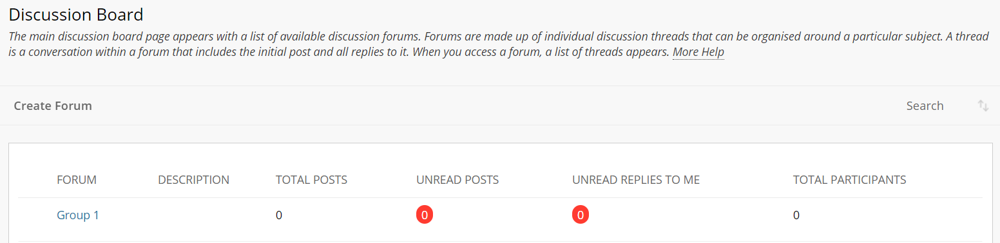 Discussion Board
The main discussion board page appears with a list of available discussion forums. Forums are made up of individual discussion threads that can be organised around a particular subject. A thread
is a conversation within a forum that includes the initial post and all replies to it. When you access a forum, a list of threads appears. More Help
Create Forum Search
FORUM DESCRIPTION TOTAL POSTS UNREAD POSTS UNREAD REPLIES TO ME TOTAL PARTICIPANTS
Group 1 0 0 0 0